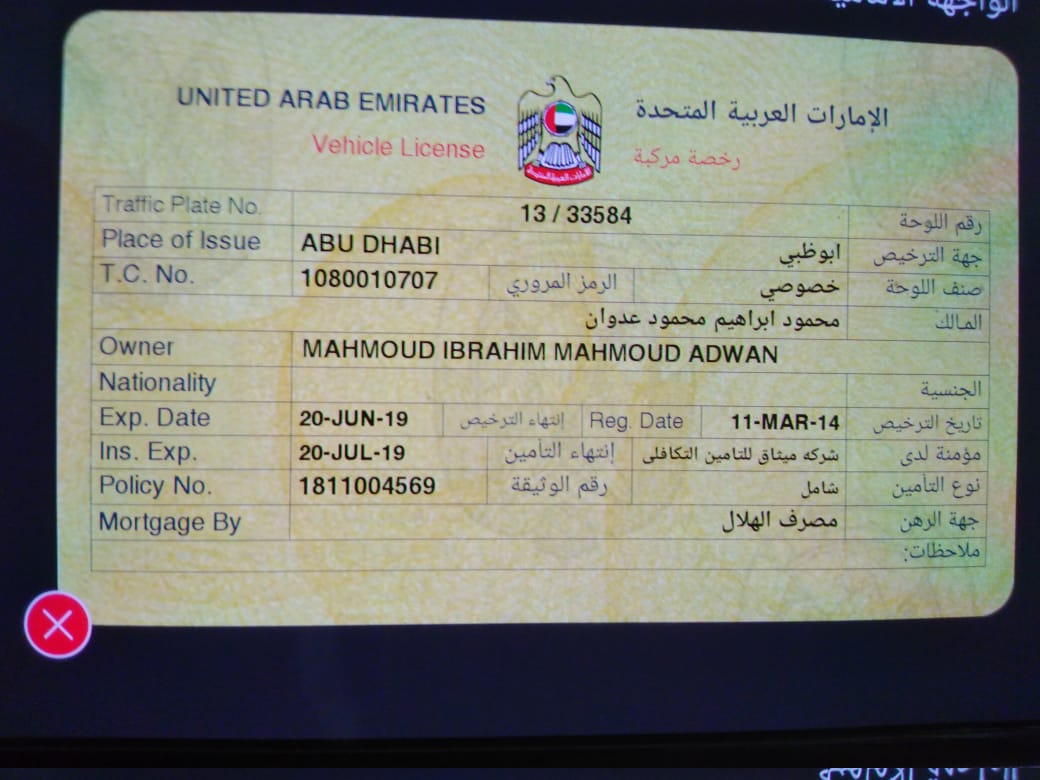 UNITED ARAB EMIRATES الإمارات العربية المتحدة
Vehicle License رخصة مركبة
Traffic Plate No. 13 / 33584 رقم اللوحة
Place of Issue ABU DHABI ابوظبي جهة الترخيص
T.C. No. 1080010707 الرمز المروري خصوصي صنف اللوحة
محمود ابراهيم محمود عدوان المالك
Owner MAHMOUD IBRAHIM MAHMOUD ADWAN
Nationality الجنسية
Exp. Date 20-JUN-19 إنتهاء الترخيص Reg. Date 11-MAR-14 تاريخ الترخيص
Ins. Exp. 20-JUL-19 إنتهاء التأمين شركه ميثاق للتامين التكافلى مؤمنة لدى
Policy No. 1811004569 رقم الوثيقة شامل نوع التأمين
Mortgage By مصرف الهلال جهة الرهن
ملاحظات: